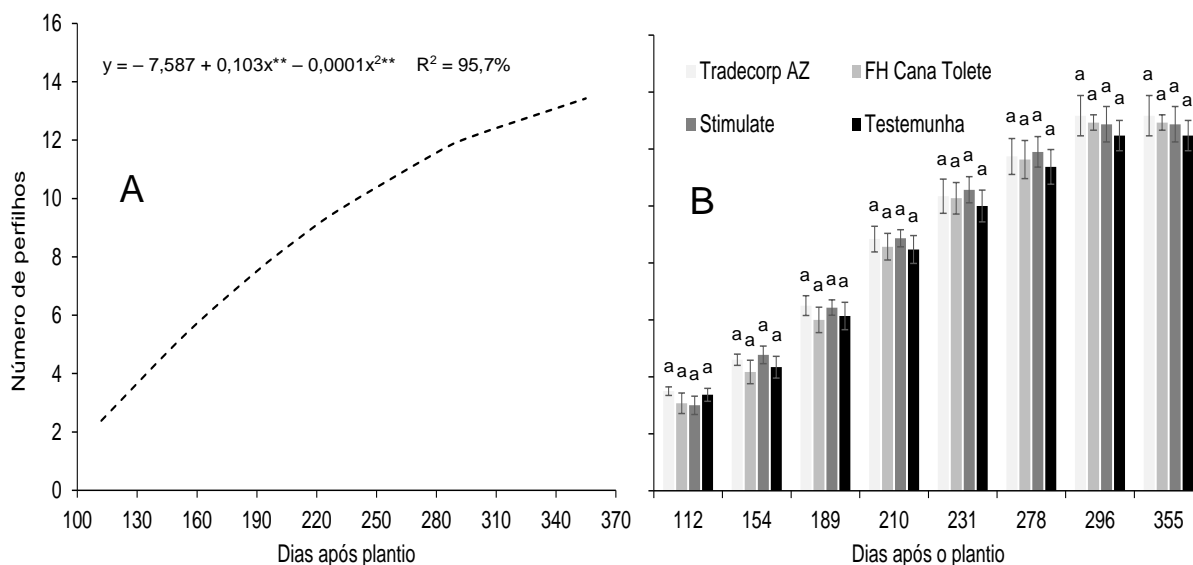 y = – 7,587 + 0,103x** – 0,0001x²** R² = 95,7%
A
Número de perfilhos
16
14
12
10
8
6
4
2
0
100 130 160 190 220 250 280 310 340 370
Dias após plantio
Tradecorp AZ FH Cana Tolete
Stimulate Testemunha
B
a a a a
a a a a
a a a a
a a a a
a a a a
a a a a
a a a a
a a a a
112 154 189 210 231 278 296 355
Dias após o plantio